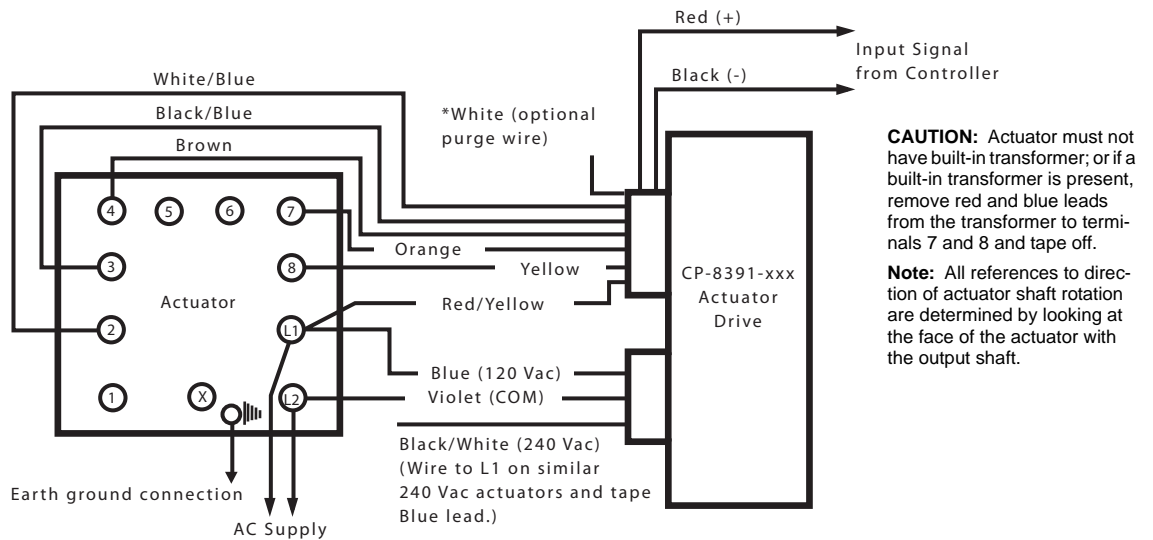 Red (+)
Input Signal
from Controller
Black (-)
White/Blue
*White (optional
purge wire)
Black/Blue
Brown
4
5
6
7
Orange
3
8
Yellow
Actuator
Red/Yellow
2
L1
Blue (120 Vac)
1
X
L2
Violet (COM)
Black/White (240 Vac)
(Wire to L1 on similar
240 Vac actuators and tape
Blue lead.)
Earth ground connection
AC Supply
CP-8391-xxx
Actuator
Drive
CAUTION: Actuator must not
have built-in transformer; or if a
built-in transformer is present,
remove red and blue leads
from the transformer to termi-
nals 7 and 8 and tape off.
Note: All references to direc-
tion of actuator shaft rotation
are determined by looking at
the face of the actuator with
the output shaft.